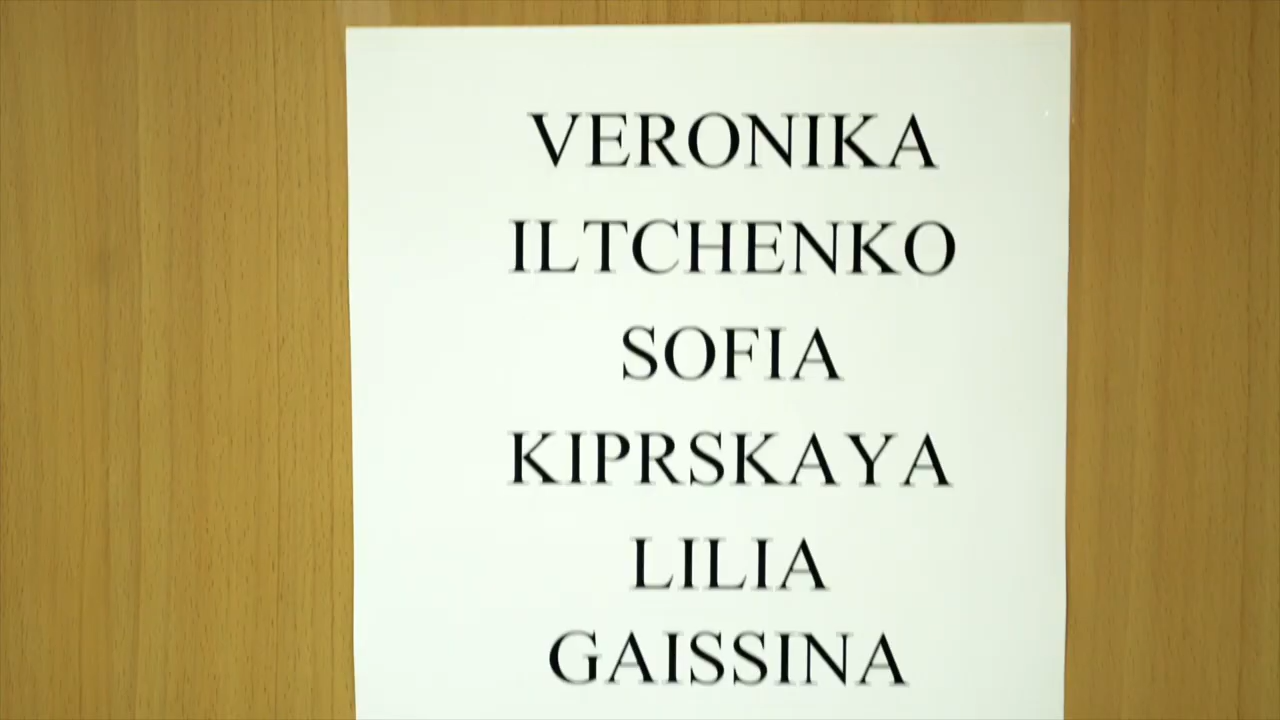 VERONIKA
ILTCHENKO
SOFIA
KIPRSKAYA
LILIA
GAISSINA